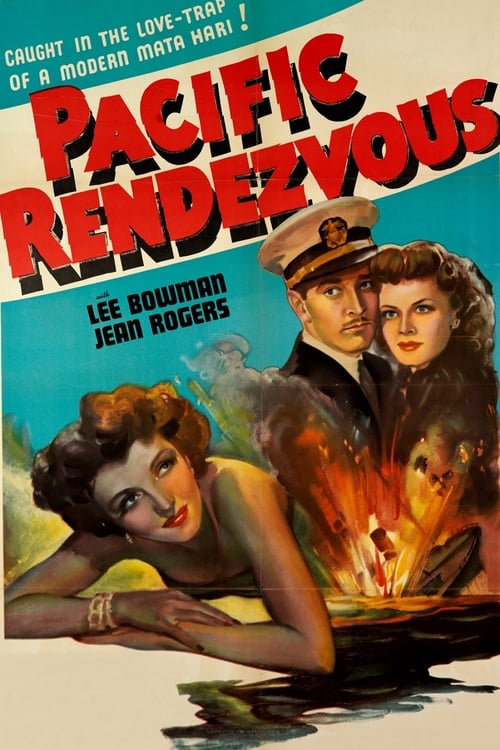 CAUGHT IN THE LOVE-TRAP
OF A MODERN MATA HARI!
PACIFIC
RENDEZVOUS
with
LEE BOWMAN
JEAN ROGERS